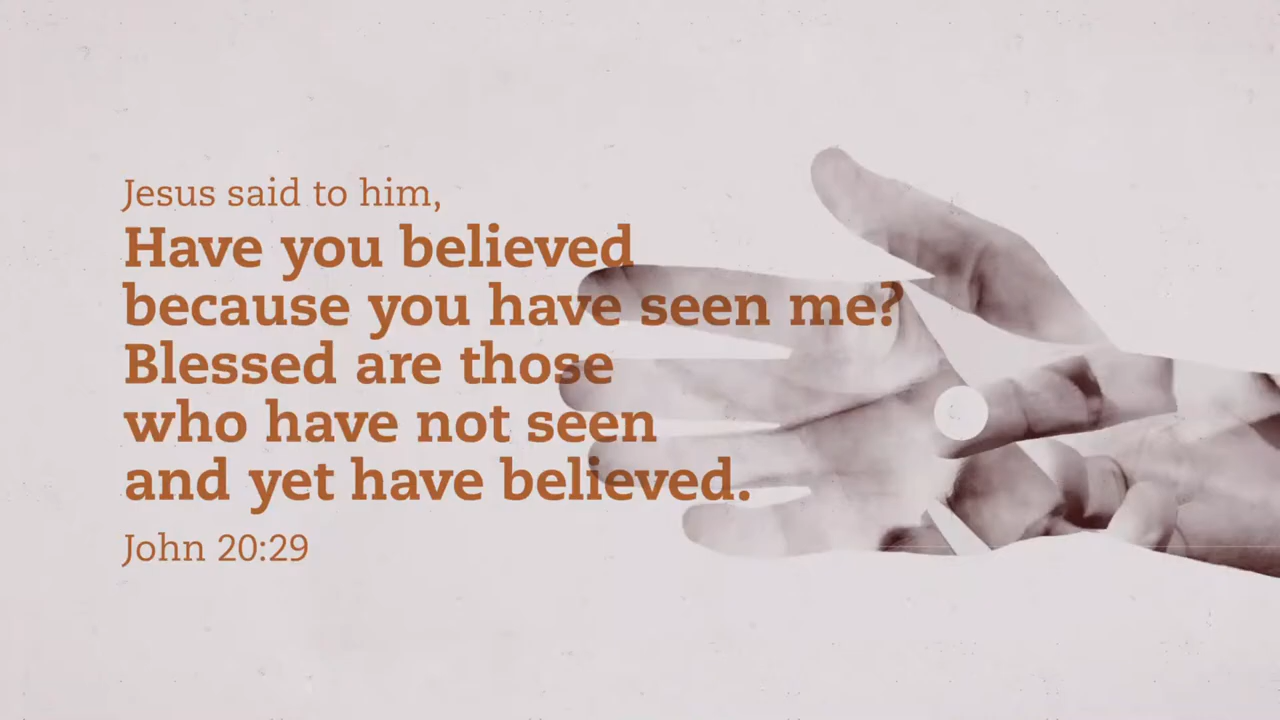 Jesus said to him,
Have you believed
because you have seen me?
Blessed are those
who have not seen
and yet have believed.
John 20:29